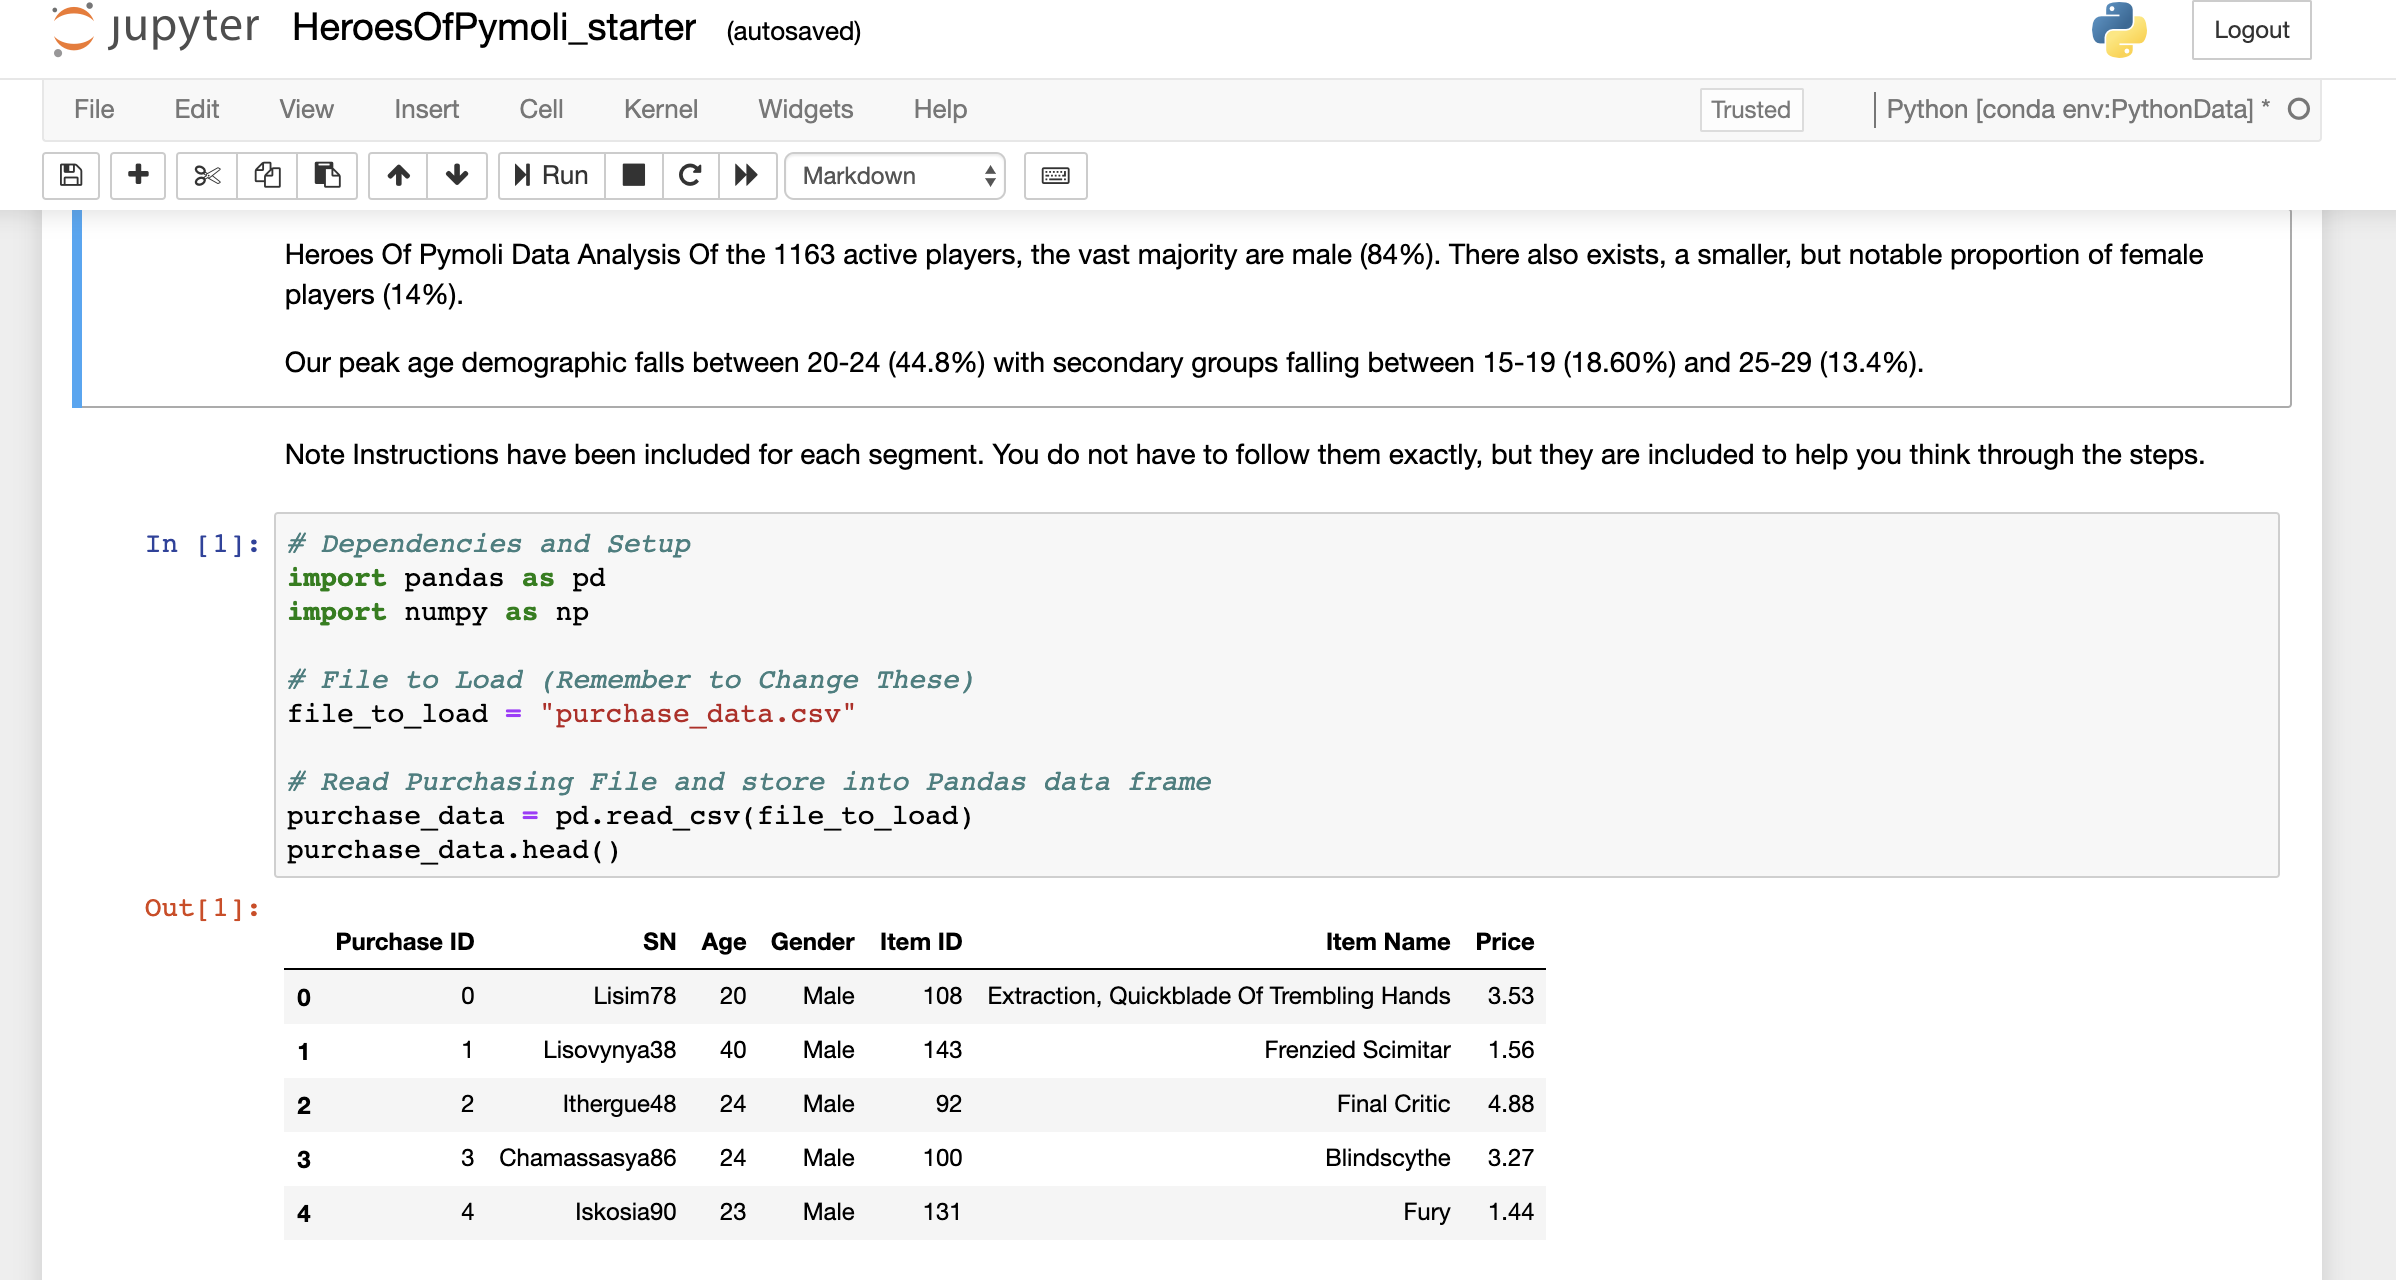 jupyter HeroesOfPymoli_starter (autosaved) Logout
File Edit View Insert Cell Kernel Widgets Help Trusted Python [conda env:PythonData] *
Run Markdown
Heroes Of Pymoli Data Analysis Of the 1163 active players, the vast majority are male (84%). There also exists, a smaller, but notable proportion of female
players (14%).
Our peak age demographic falls between 20-24 (44.8%) with secondary groups falling between 15-19 (18.60%) and 25-29 (13.4%).
Note Instructions have been included for each segment. You do not have to follow them exactly, but they are included to help you think through the steps.
In [1]: # Dependencies and Setup
import pandas as pd
import numpy as np
# File to Load (Remember to Change These)
file_to_load = "purchase_data.csv"
# Read Purchasing File and store into Pandas data frame
purchase_data = pd.read_csv(file_to_load)
purchase_data.head()
Out[1]:
Purchase ID SN Age Gender Item ID Item Name Price
0 0 Lisim78 20 Male 108 Extraction, Quickblade Of Trembling Hands 3.53
1 1 Lisovynya38 40 Male 143 Frenzied Scimitar 1.56
2 2 Ithergue48 24 Male 92 Final Critic 4.88
3 3 Chamassasya86 24 Male 100 Blindscythe 3.27
4 4 Iskosia90 23 Male 131 Fury 1.44